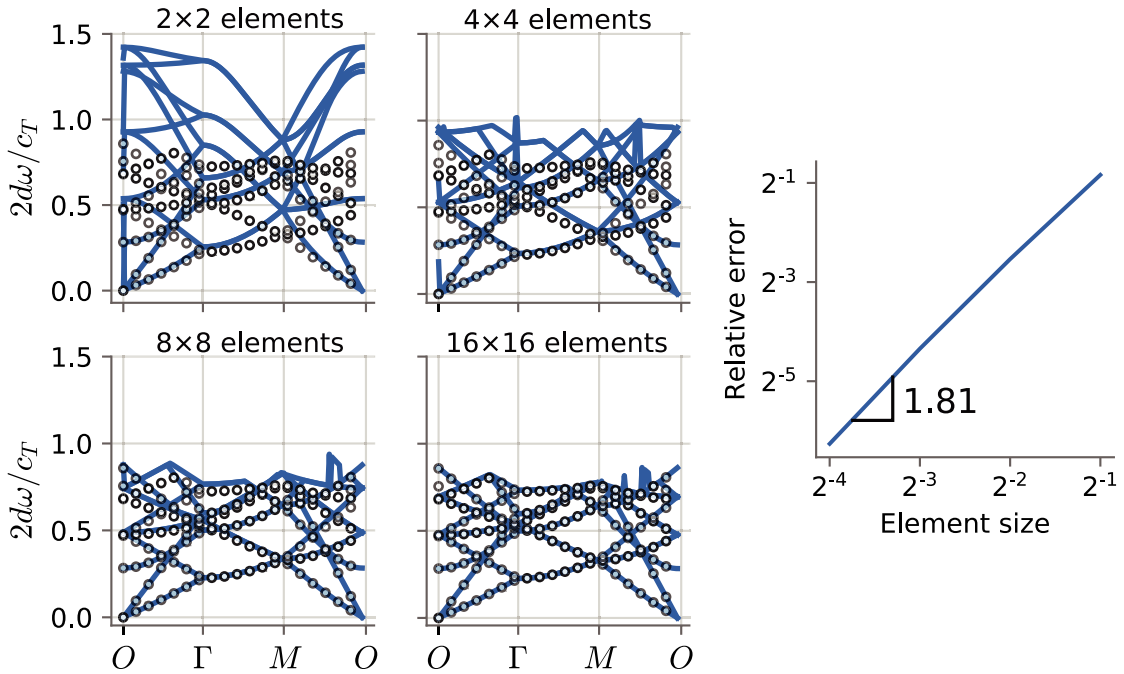 2×2 elements
4×4 elements
1.5
1.0
0.5
0.0
2dω/c_T
8×8 elements
16×16 elements
1.5
1.0
0.5
0.0
2dω/c_T
O Γ M O
O Γ M O
Relative error
2^-1
2^-3
2^-5
1.81
2^-4 2^-3 2^-2 2^-1
Element size